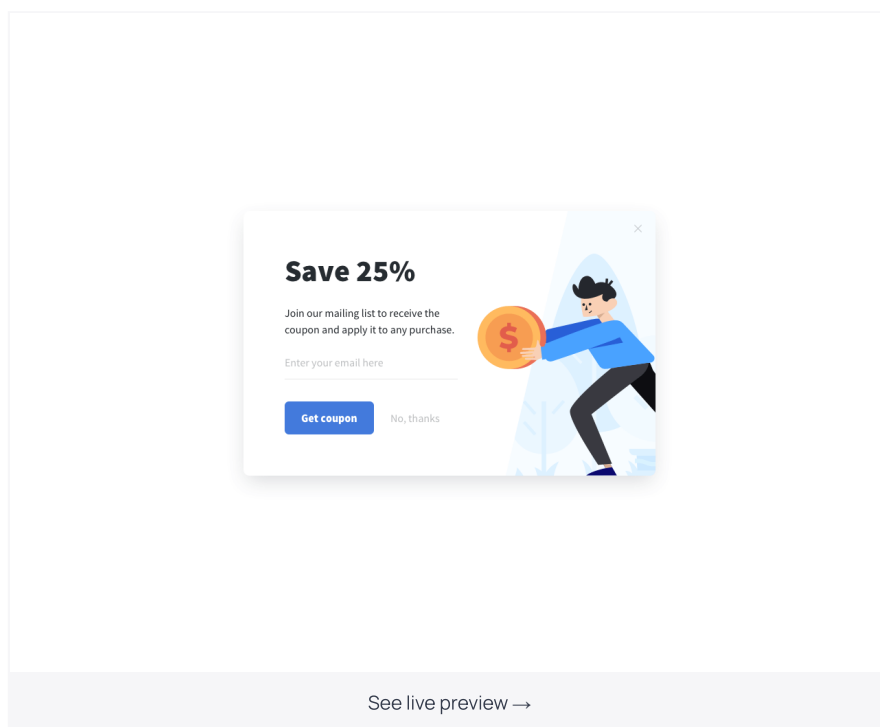 Save 25%
Join our mailing list to receive the
coupon and apply it to any purchase.
$
Enter your email here
Get coupon
No, thanks
See live preview →